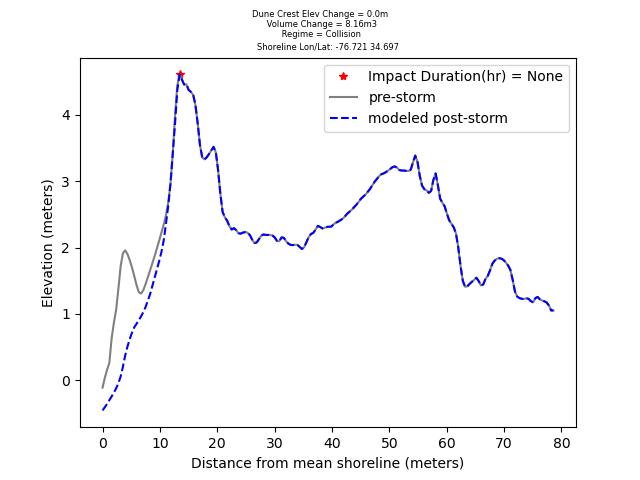 Dune Crest Elev Change = 0.0m
Volume Change = 8.16m3
Regime = Collision
Shoreline Lon/Lat: -76.721 34.697
Impact Duration(hr) = None
pre-storm
modeled post-storm
Elevation (meters)
4
3
2
1
0
0 10 20 30 40 50 60 70 80
Distance from mean shoreline (meters)